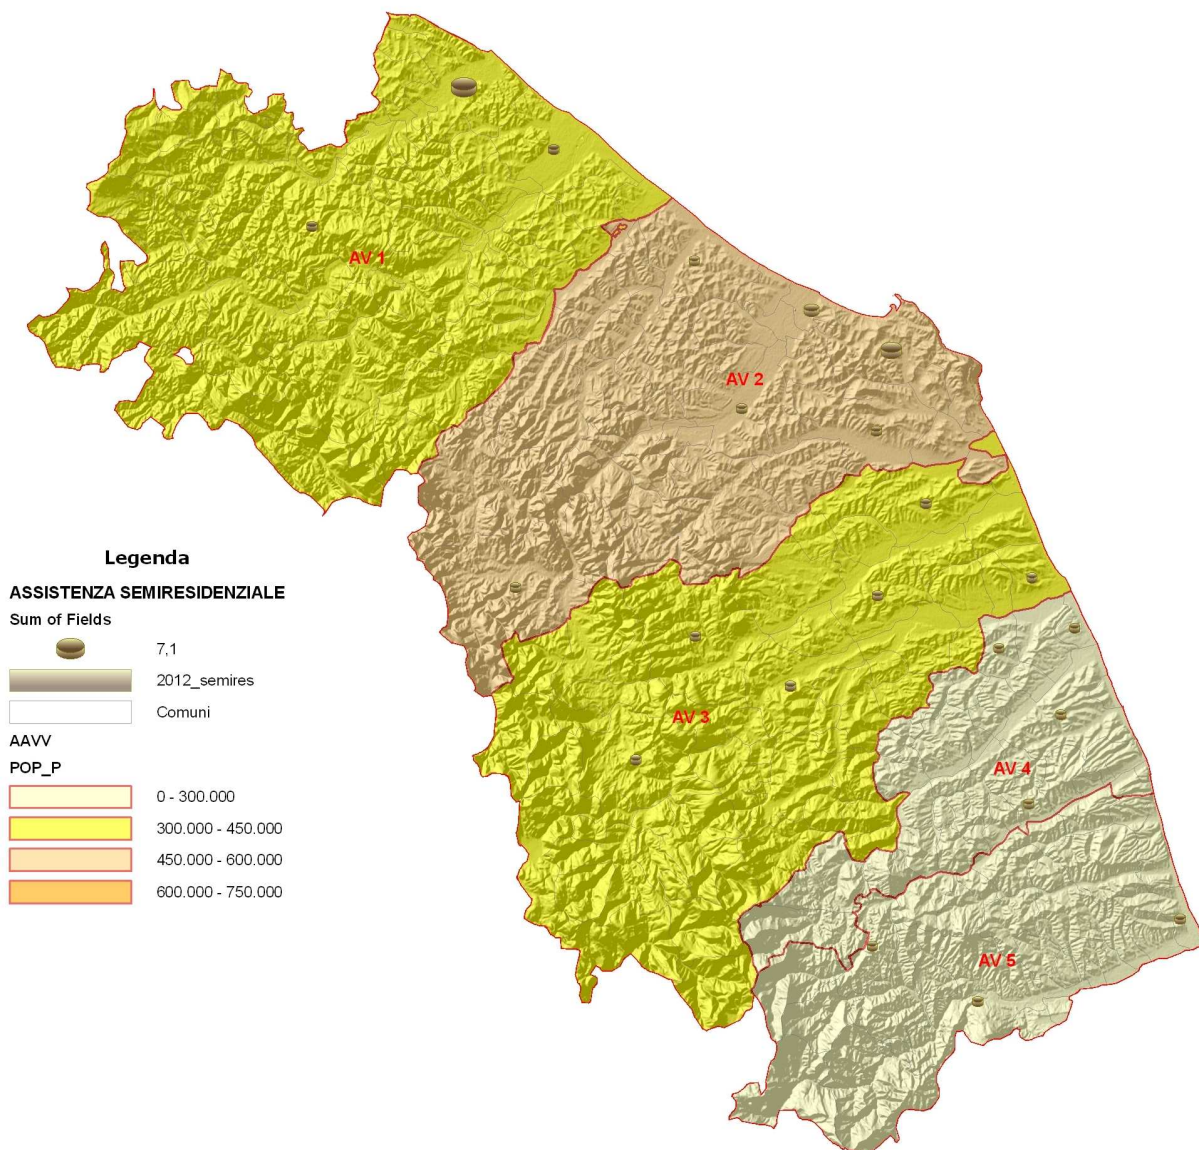 AV 1
AV 2
AV 3
AV 4
AV 5
Legenda
ASSISTENZA SEMIRESIDENZIALE
Sum of Fields
7,1
2012_semires
Comuni
AAVV
POP_P
0 - 300.000
300.000 - 450.000
450.000 - 600.000
600.000 - 750.000